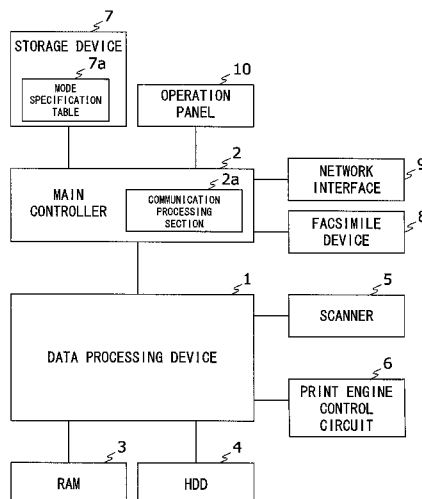 7
STORAGE DEVICE
7a
MODE
SPECIFICATION
TABLE
10
OPERATION
PANEL
2
MAIN
CONTROLLER
2a
COMMUNICATION
PROCESSING
SECTION
NETWORK
INTERFACE
9
FACSIMILE
DEVICE
8
1
DATA PROCESSING DEVICE
5
SCANNER
6
PRINT ENGINE
CONTROL
CIRCUIT
3
RAM
4
HDD